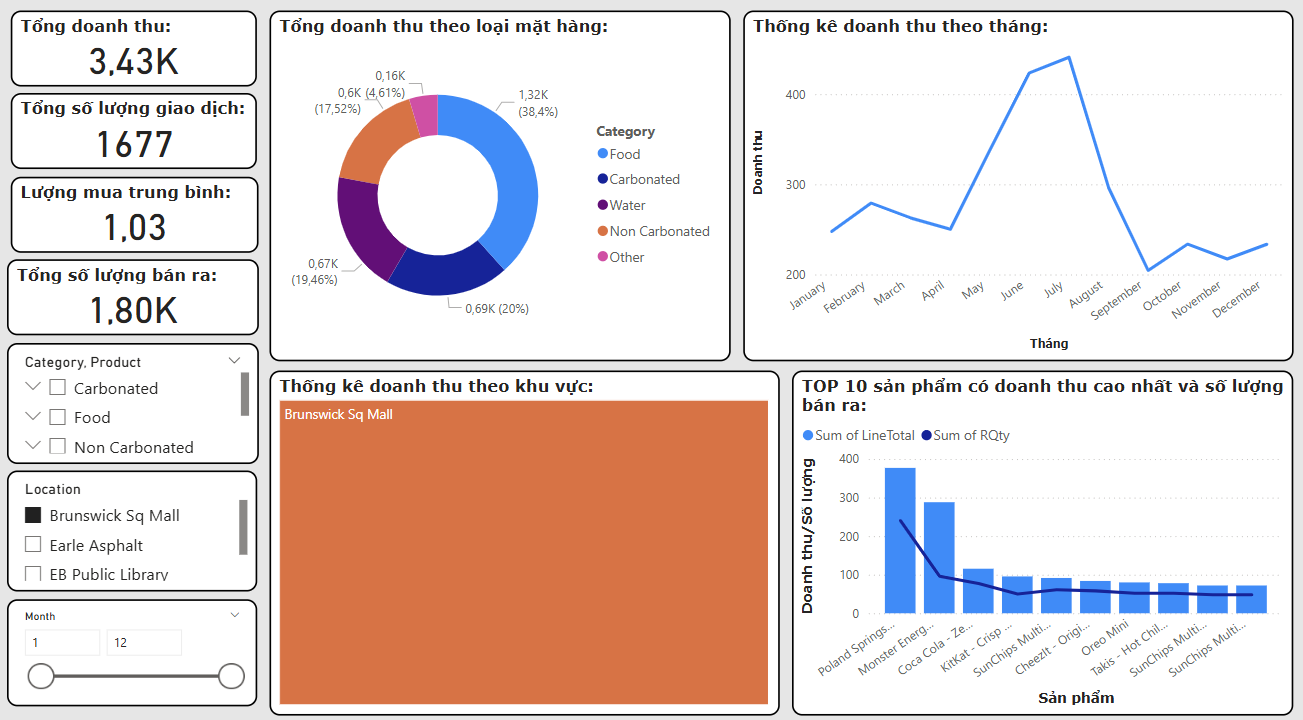 Tổng doanh thu:
3,43K
Tổng số lượng giao dịch:
1677
Lượng mua trung bình:
1,03
Tổng số lượng bán ra:
1,80K
Category, Product
Carbonated
Food
Non Carbonated
Location
Brunswick Sq Mall
Earle Asphalt
EB Public Library
Month
1
12
Tổng doanh thu theo loại mặt hàng:
0,16K
(4,61%)
0,6K
(17,52%)
1,32K
(38,4%)
0,67K
(19,46%)
0,69K (20%)
Category
Food
Carbonated
Water
Non Carbonated
Other
Thống kê doanh thu theo tháng:
Doanh thu
400
300
200
January
February
March
April
May
June
July
August
September
October
November
December
Tháng
Thống kê doanh thu theo khu vực:
Brunswick Sq Mall
TOP 10 sản phẩm có doanh thu cao nhất và số lượng
bán ra:
Sum of LineTotal
Sum of RQty
Doanh thu/Số lượng
400
300
200
100
0
Poland Springs...
Monster Energ...
Coca Cola - Ze...
KitKat - Crisp ...
SunChips Multi...
CheezIt - Origi...
Oreo Mini
Takis - Hot Chil...
SunChips Multi...
SunChips Multi...
Sản phẩm